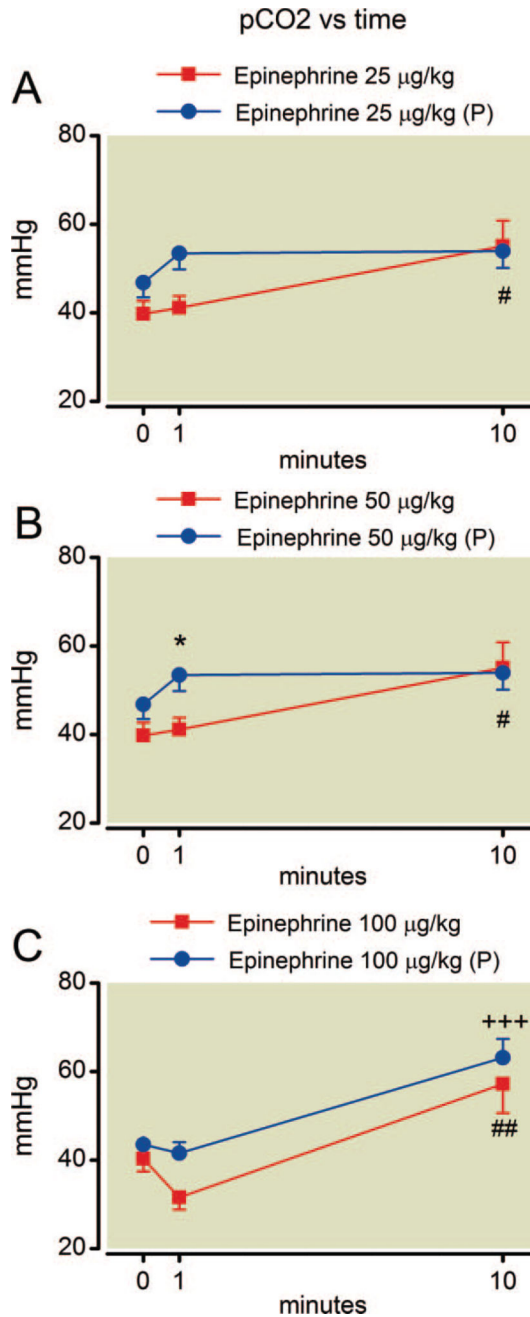 pCO2 vs time
A
Epinephrine 25 μg/kg
Epinephrine 25 μg/kg (P)
80
60
40
20
mmHg
#
0 1 10
minutes
B
Epinephrine 50 μg/kg
Epinephrine 50 μg/kg (P)
80
60
40
20
mmHg
*
#
0 1 10
minutes
C
Epinephrine 100 μg/kg
Epinephrine 100 μg/kg (P)
80
60
40
20
mmHg
+++
##
0 1 10
minutes